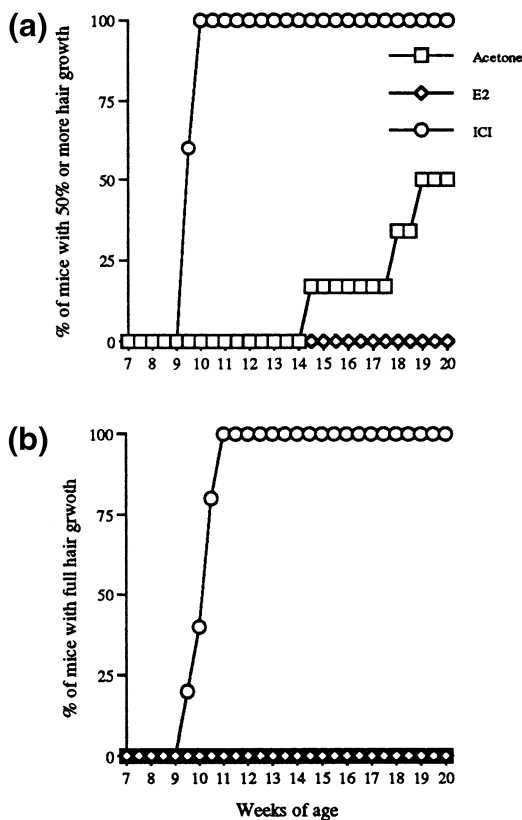 (a)
% of mice with 50% or more hair growth
100
75
50
25
0
7 8 9 10 11 12 13 14 15 16 17 18 19 20
Acetone
E2
ICI
(b)
% of mice with full hair grwoth
100
75
50
25
0
7 8 9 10 11 12 13 14 15 16 17 18 19 20
Weeks of age